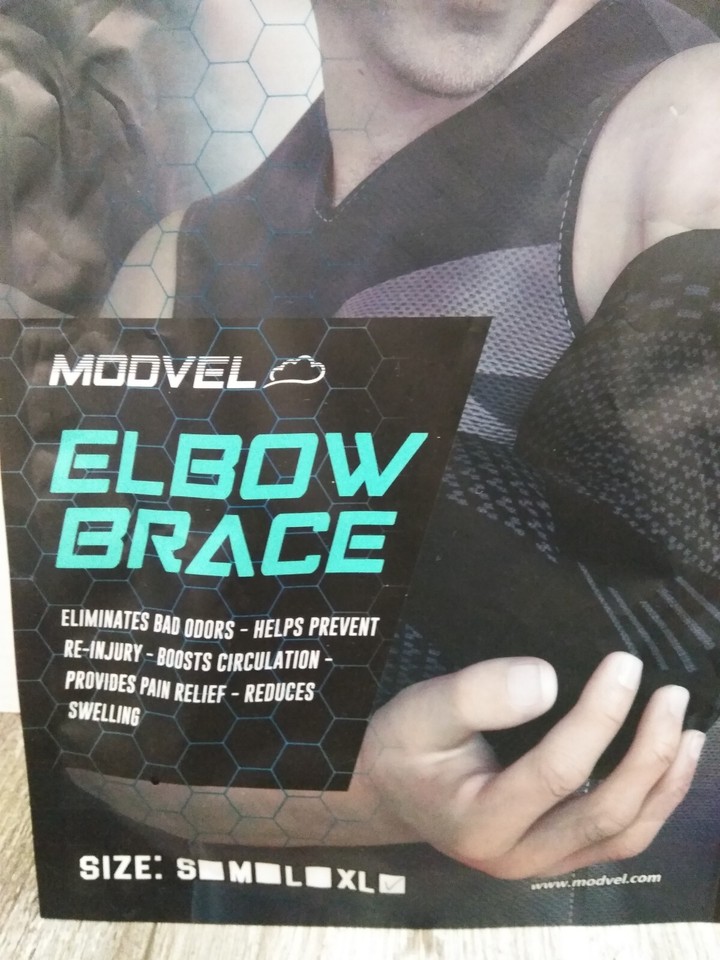 MODVEL
ELBOW
BRACE
ELIMINATES BAD ODORS - HELPS PREVENT
RE-INJURY - BOOSTS CIRCULATION -
PROVIDES PAIN RELIEF - REDUCES
SWELLING
SIZE: S M L XL
www.modvel.com